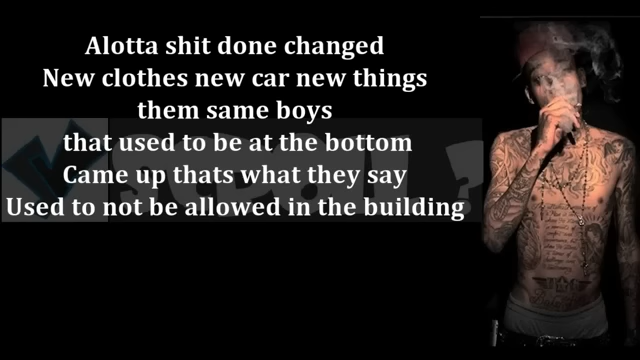 Alotta shit done changed
New clothes new car new things
them same boys
that used to be at the bottom
Came up thats what they say
Used to not be allowed in the building